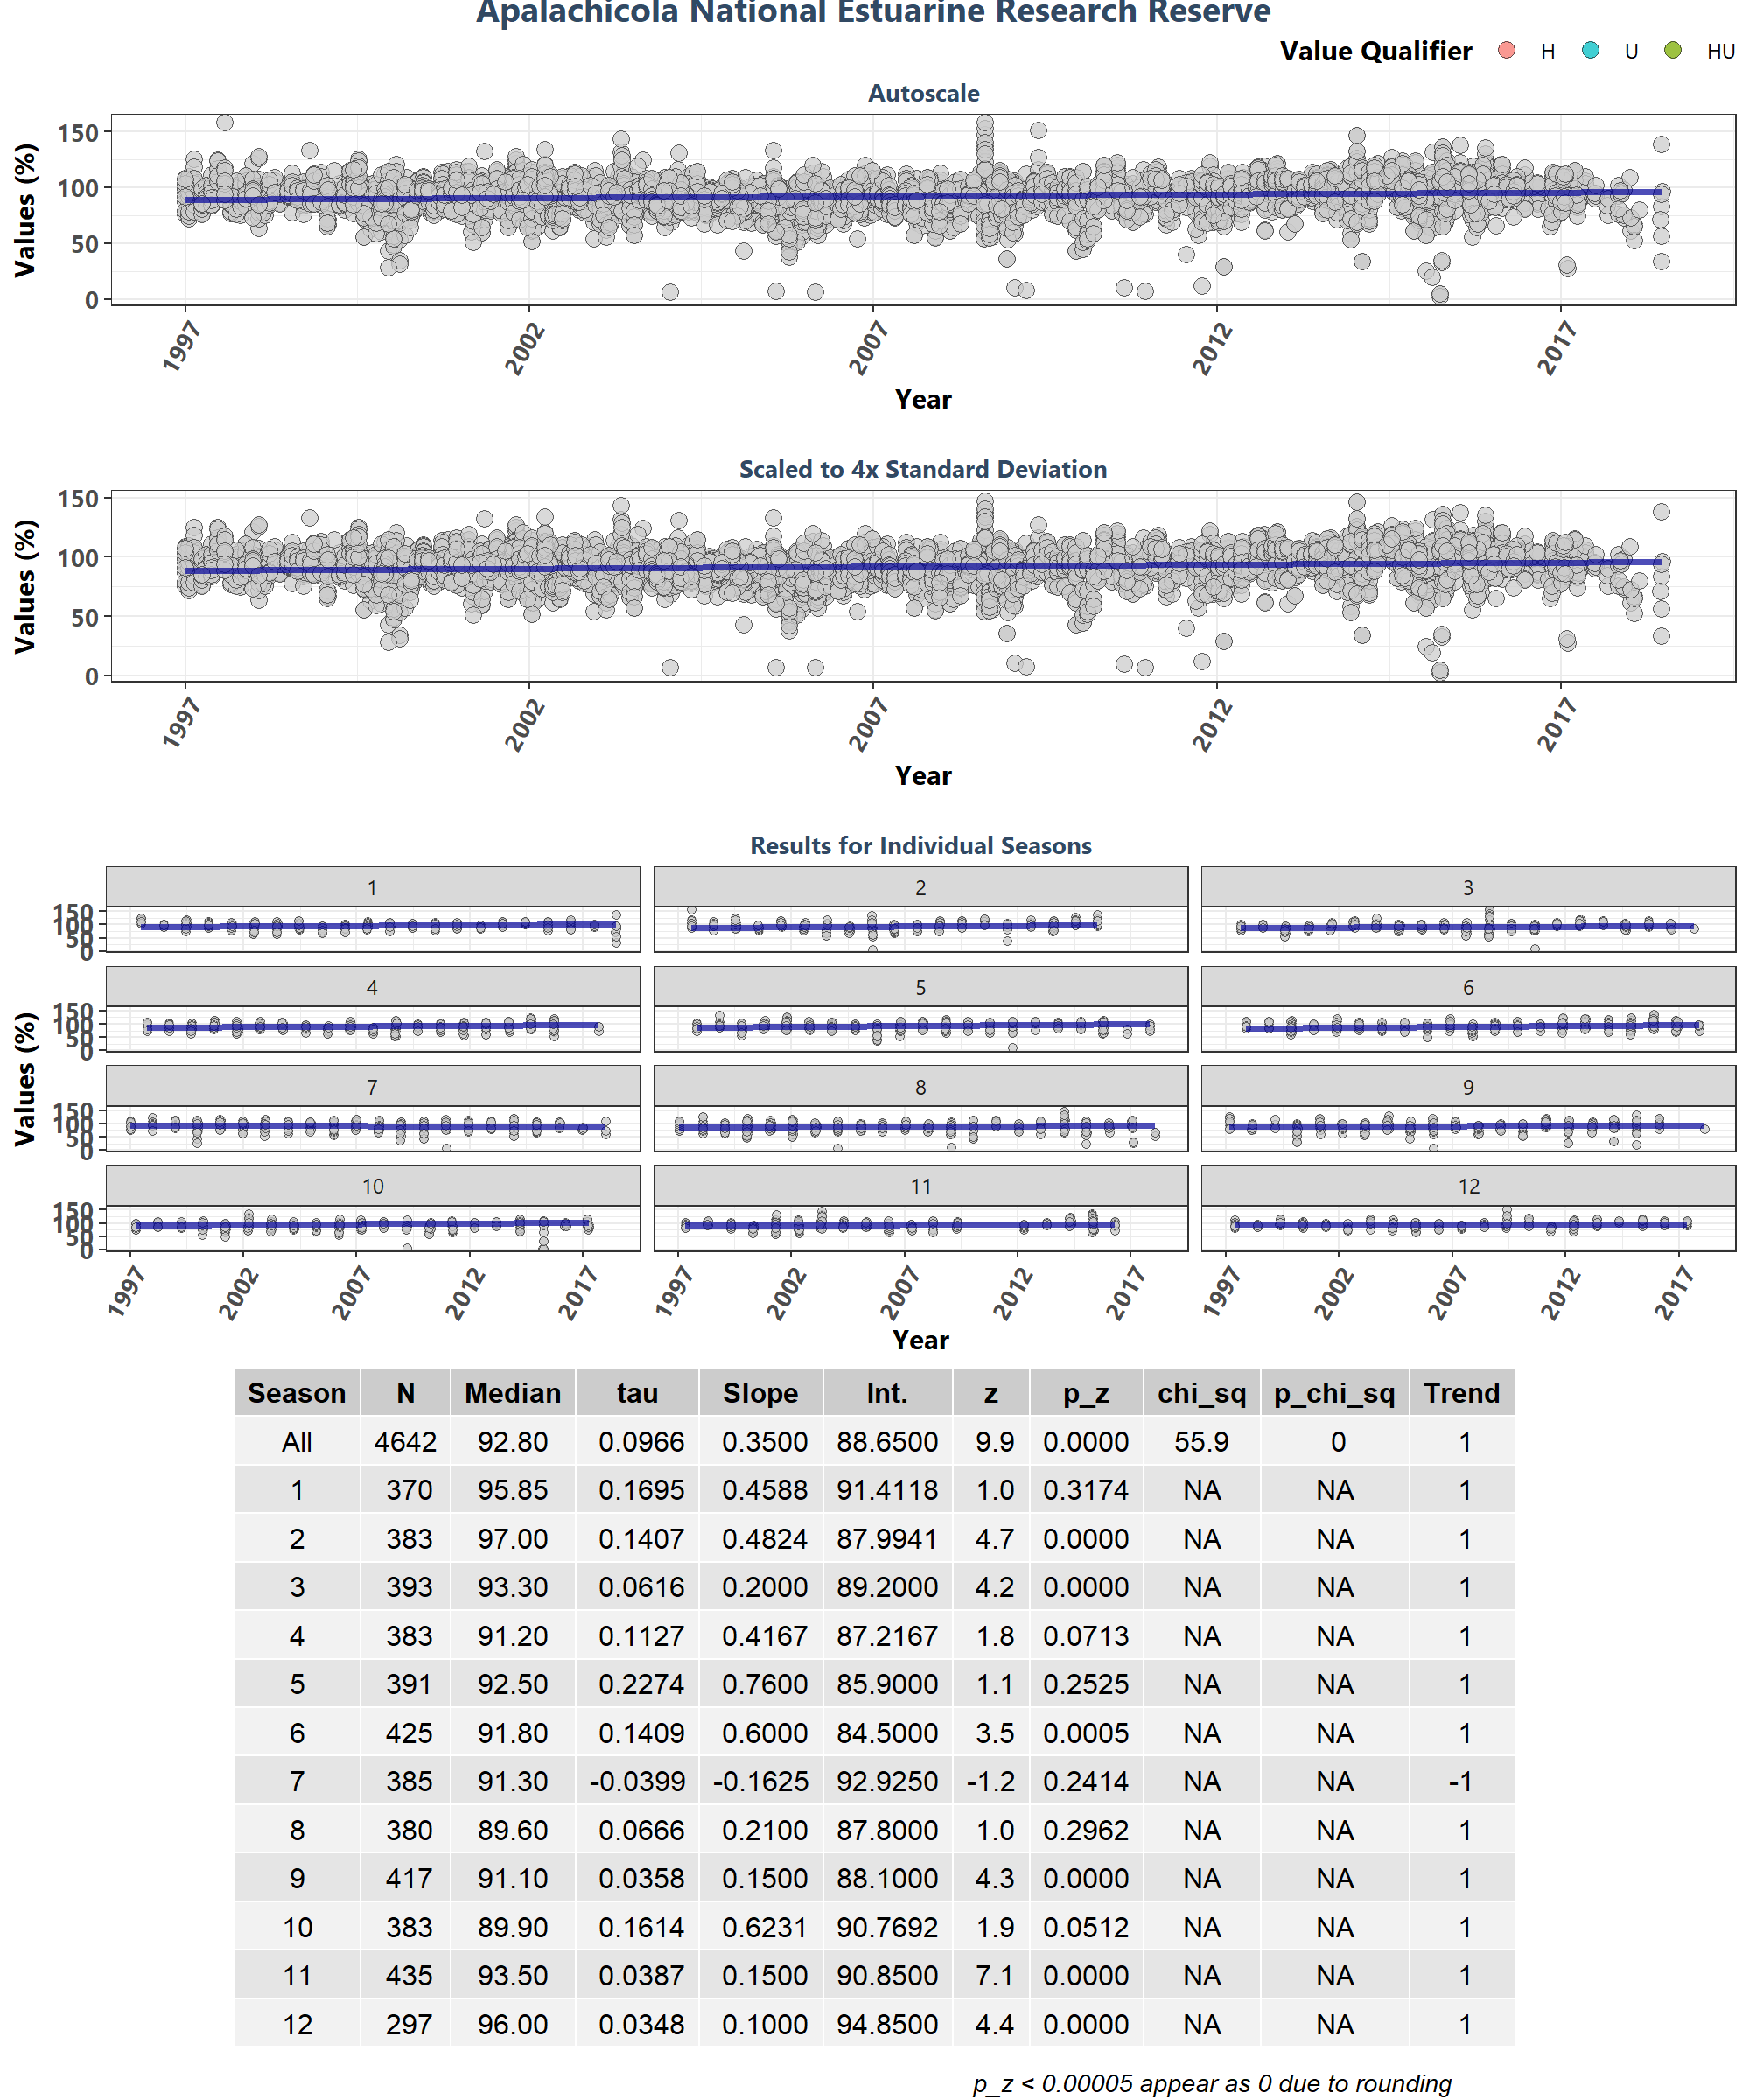 Apalachicola National Estuarine Research Reserve
Value Qualifier H U HU
Autoscale
Values (%)
150
100
50
0
1997 2002 2007 2012 2017
Year
Scaled to 4x Standard Deviation
Values (%)
150
100
50
0
1997 2002 2007 2012 2017
Year
Results for Individual Seasons
Values (%)
1 2 3
150
100
50
0
4 5 6
150
100
50
0
7 8 9
150
100
50
0
10 11 12
150
100
50
0
1997 2002 2007 2012 2017 1997 2002 2007 2012 2017 1997 2002 2007 2012 2017
Year
Season N Median tau Slope Int. z p_z chi_sq p_chi_sq Trend
All 4642 92.80 0.0966 0.3500 88.6500 9.9 0.0000 55.9 0 1
1 370 95.85 0.1695 0.4588 91.4118 1.0 0.3174 NA NA 1
2 383 97.00 0.1407 0.4824 87.9941 4.7 0.0000 NA NA 1
3 393 93.30 0.0616 0.2000 89.2000 4.2 0.0000 NA NA 1
4 383 91.20 0.1127 0.4167 87.2167 1.8 0.0713 NA NA 1
5 391 92.50 0.2274 0.7600 85.9000 1.1 0.2525 NA NA 1
6 425 91.80 0.1409 0.6000 84.5000 3.5 0.0005 NA NA 1
7 385 91.30 -0.0399 -0.1625 92.9250 -1.2 0.2414 NA NA -1
8 380 89.60 0.0666 0.2100 87.8000 1.0 0.2962 NA NA 1
9 417 91.10 0.0358 0.1500 88.1000 4.3 0.0000 NA NA 1
10 383 89.90 0.1614 0.6231 90.7692 1.9 0.0512 NA NA 1
11 435 93.50 0.0387 0.1500 90.8500 7.1 0.0000 NA NA 1
12 297 96.00 0.0348 0.1000 94.8500 4.4 0.0000 NA NA 1
p_z < 0.00005 appear as 0 due to rounding